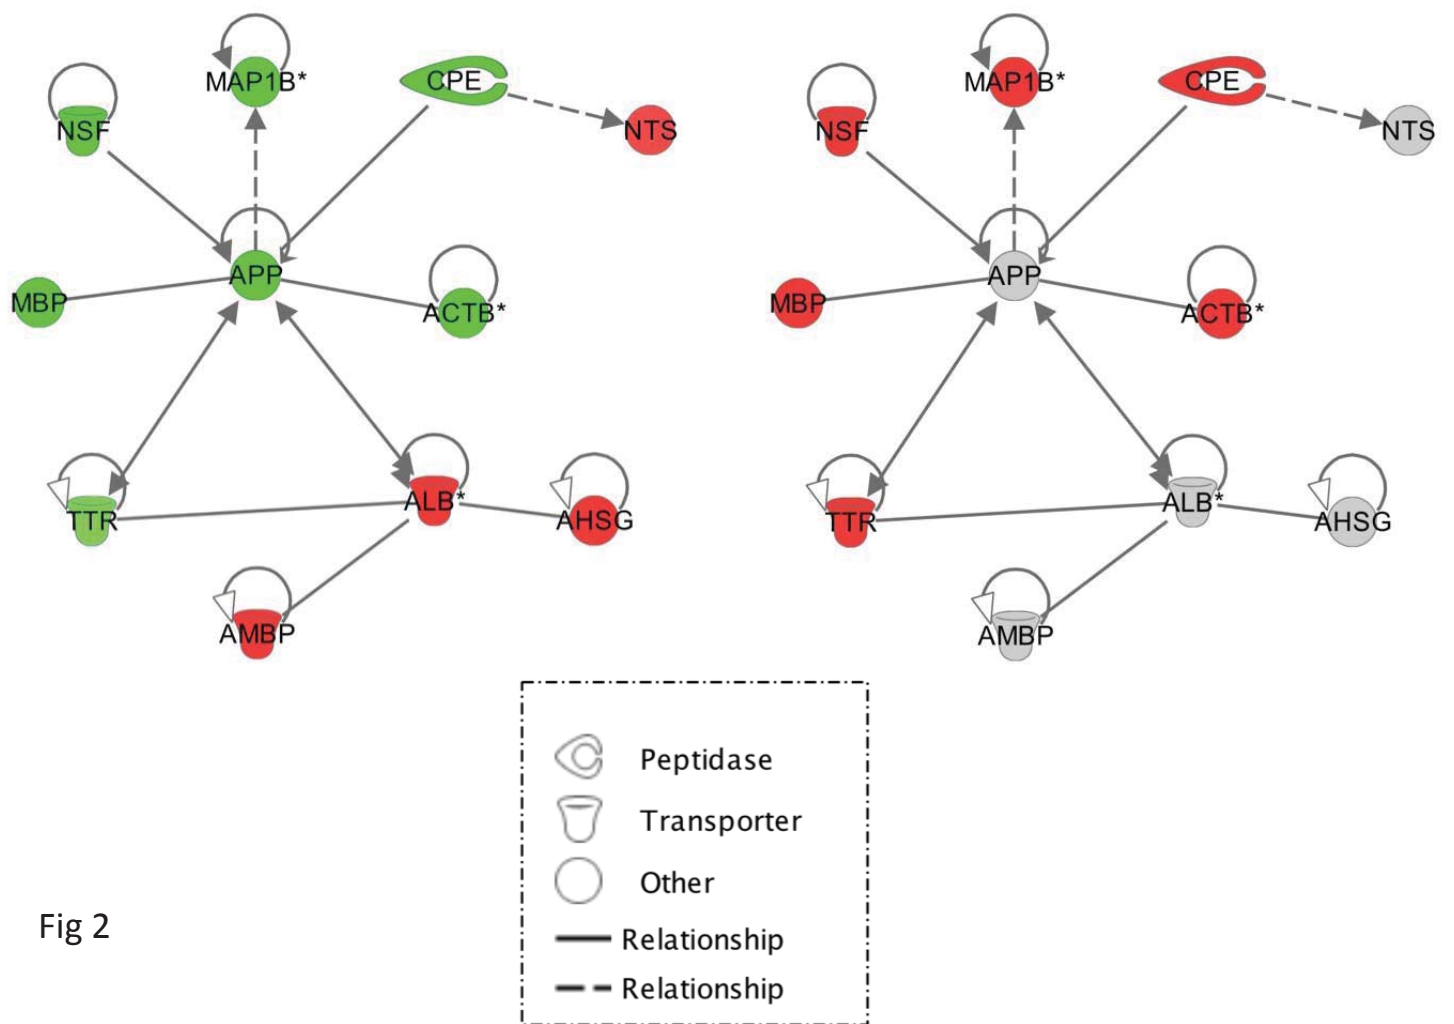 MAP1B*
CPE
NSF
NTS
APP
MBP
ACTB*
TTR
ALB*
AHSG
AMBP
MAP1B*
CPE
NSF
NTS
APP
MBP
ACTB*
TTR
ALB*
AHSG
AMBP
Peptidase
Transporter
Other
Relationship
Relationship
Fig 2